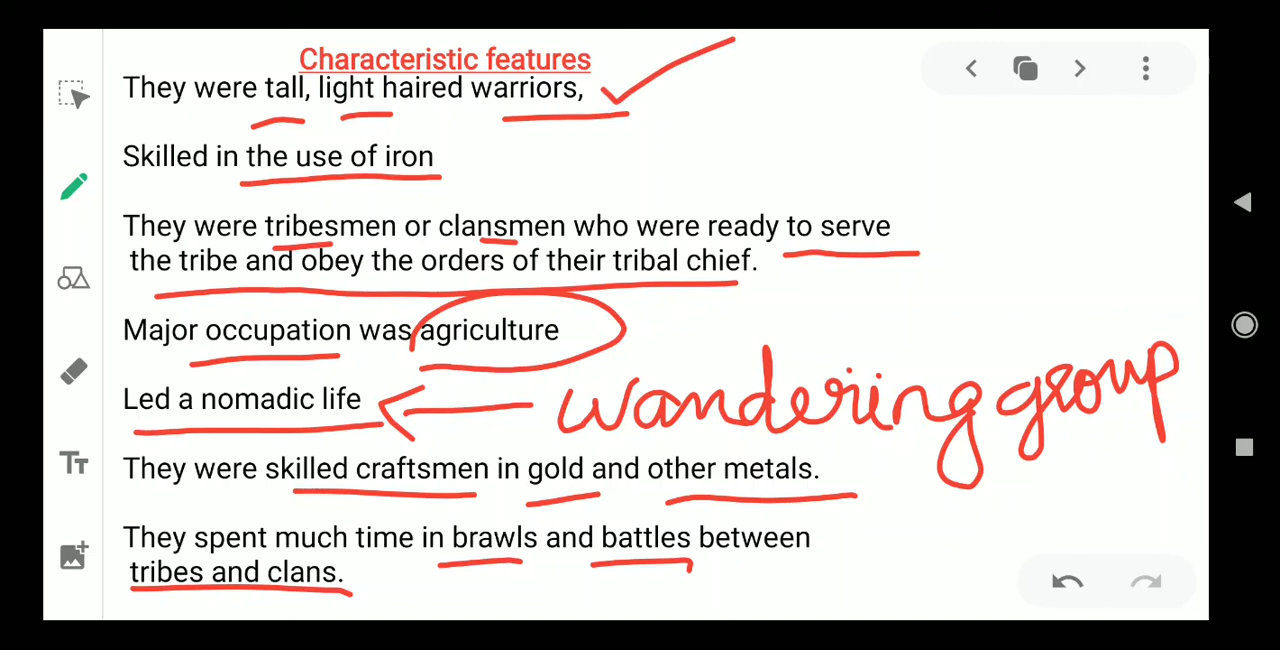 Characteristic features
They were tall, light haired warriors,
Skilled in the use of iron
They were tribesmen or clansmen who were ready to serve
the tribe and obey the orders of their tribal chief.
Major occupation was agriculture
Led a nomadic life
wandering group
They were skilled craftsmen in gold and other metals.
They spent much time in brawls and battles between
tribes and clans.